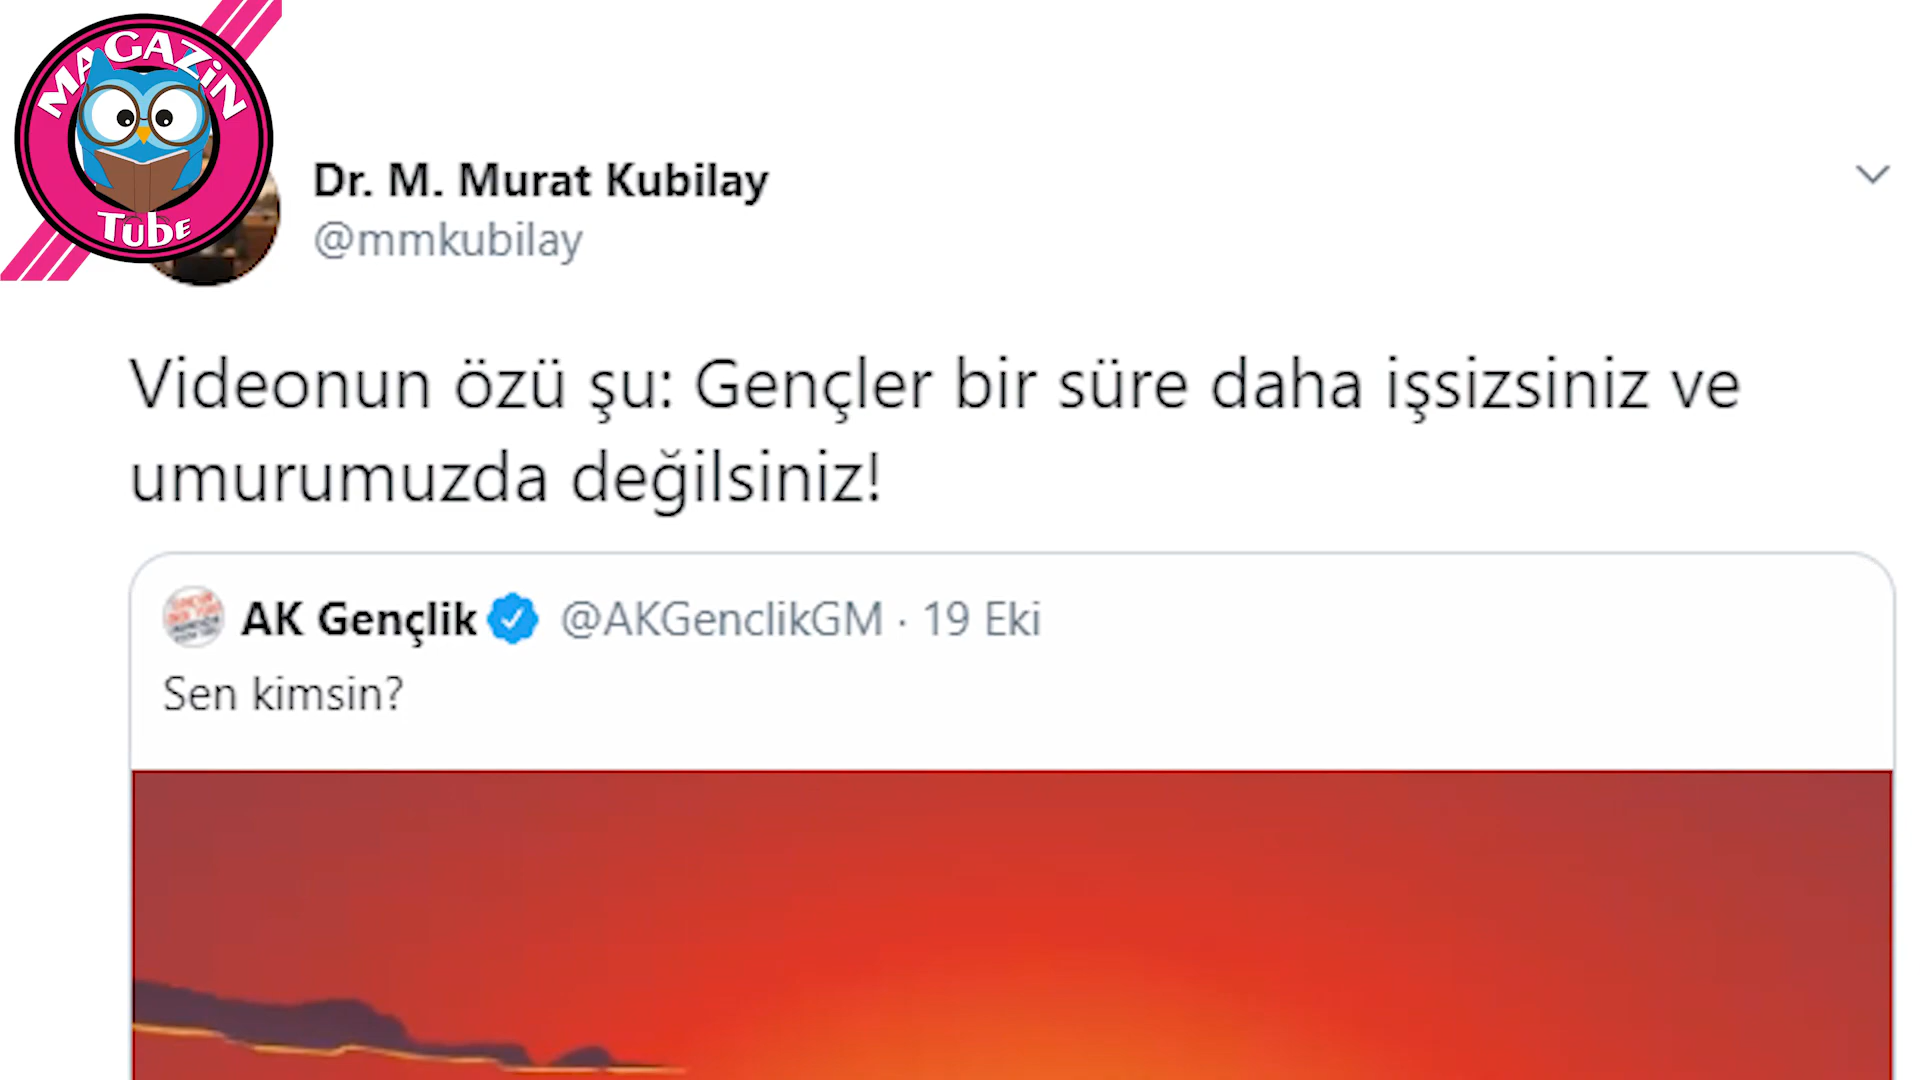 MAGAZiN
Tube
Dr. M. Murat Kubilay
@mmkubilay
Videonun özü şu: Gençler bir süre daha işsizsiniz ve
umurumuzda değilsiniz!
AK Gençlik @AKGenclikGM · 19 Eki
Sen kimsin?